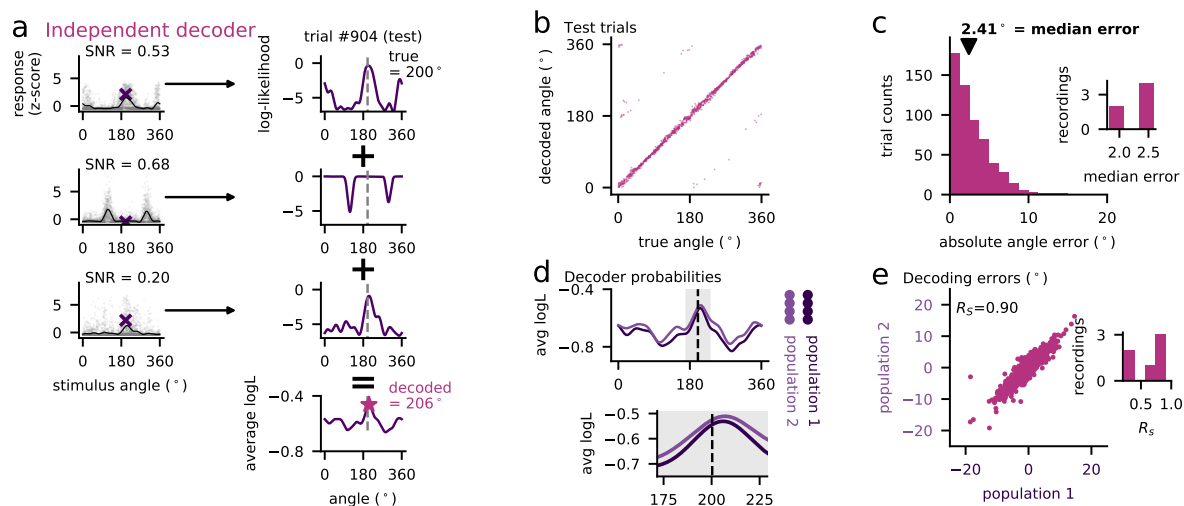 a
Independent decoder
SNR = 0.53
response
(z-score)
5
0
0 180 360
SNR = 0.68
5
0
0 180 360
SNR = 0.20
5
0
0 180 360
stimulus angle (°)
trial #904 (test)
true
= 200°
log-likelihood
0
−5
0 180 360
+
0
−5
0 180 360
+
0
−5
0 180 360
=
decoded
= 206°
average logL
−0.4
−0.8
0 180 360
angle (°)
b
Test trials
decoded angle (°)
360
180
0
0 180 360
true angle (°)
c
2.41° = median error
trial counts
150
100
50
0
0 10 20
absolute angle error (°)
recordings
3
0
2.0 2.5
median error
d
Decoder probabilities
avg logL
−0.4
−0.8
0 180 360
population 2
population 1
avg logL
−0.5
−0.6
−0.7
175 200 225
e
Decoding errors (°)
R_s=0.90
population 2
20
10
0
−10
−20
−20 0 20
population 1
recordings
3
0
0.5 1.0
R_s